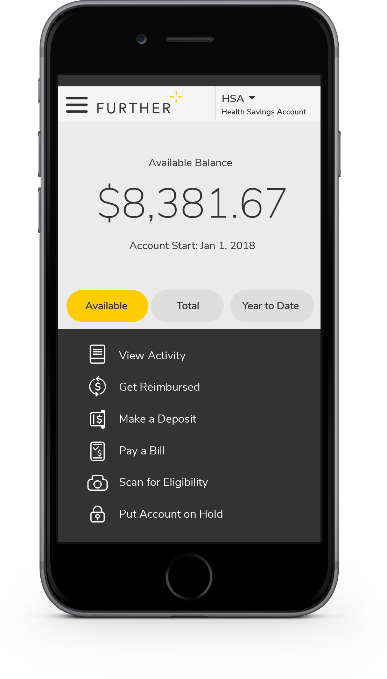 FURTHER
HSA
Health Savings Account
Available Balance
$8,381.67
Account Start: Jan 1, 2018
Available Total Year to Date
View Activity
Get Reimbursed
Make a Deposit
Pay a Bill
Scan for Eligibility
Put Account on Hold